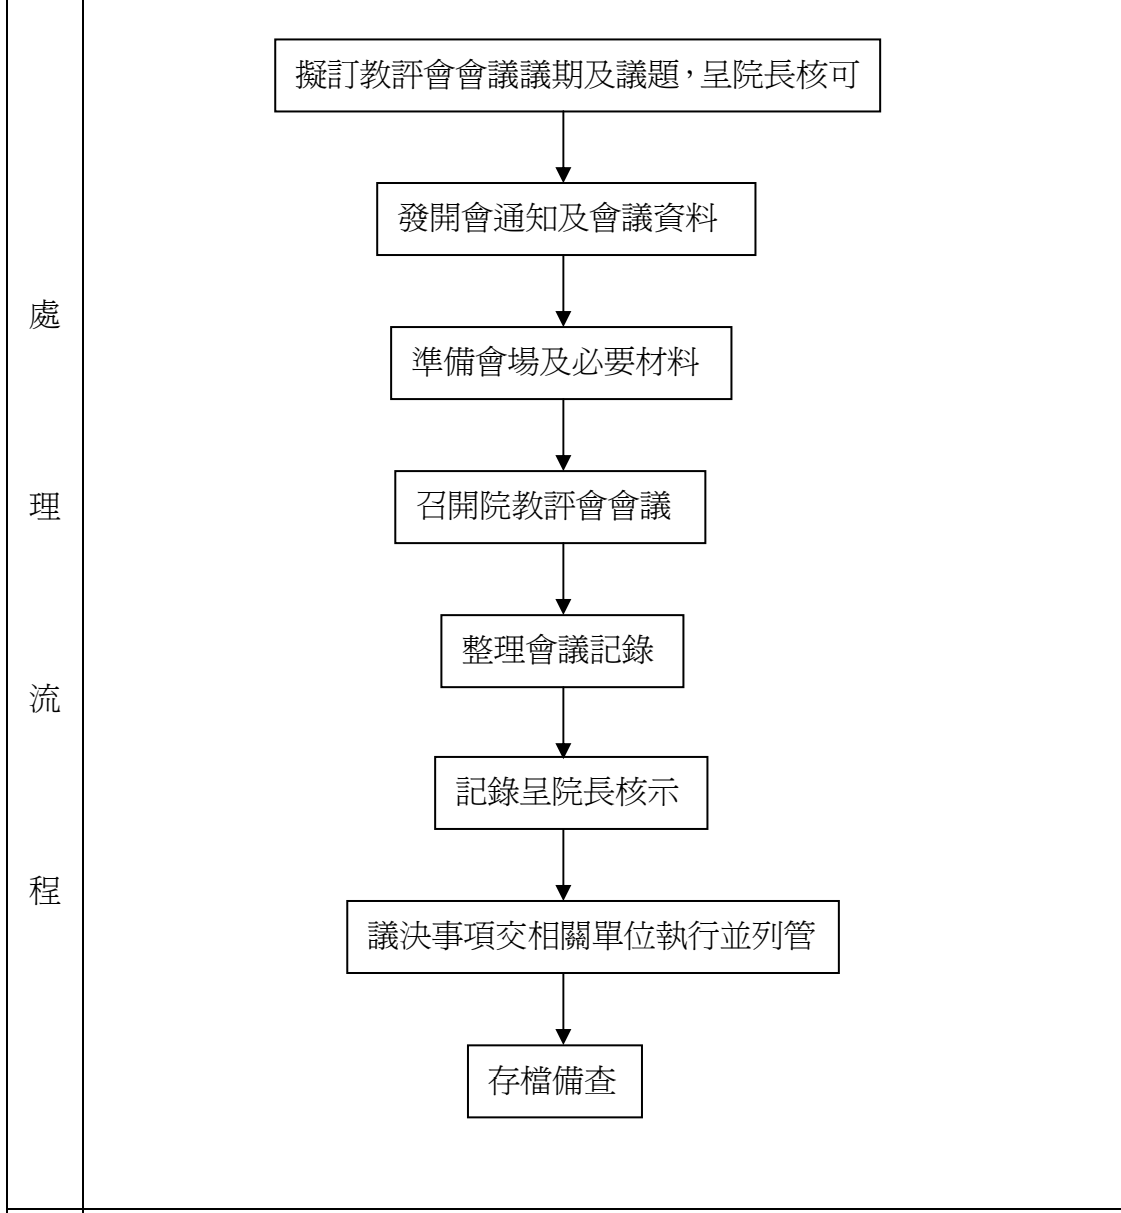 處
理
流
程
擬訂教評會會議議期及議題，呈院長核可
發開會通知及會議資料
準備會場及必要材料
召開院教評會會議
整理會議記錄
記錄呈院長核示
議決事項交相關單位執行並列管
存檔備查